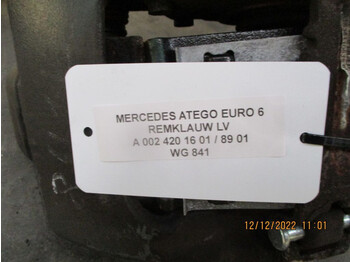 MERCEDES ATEGO EURO 6
REMKLAUW LV
A 002 420 16 01 / 89 01
WG 841
12/12/2022 11:01